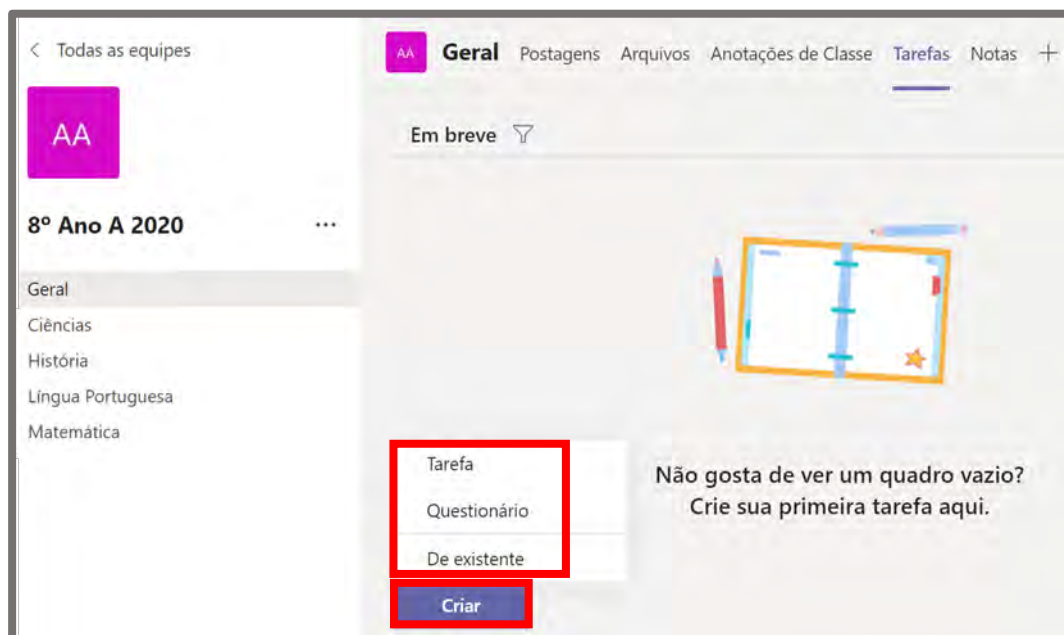 Todas as equipes
AA
8º Ano A 2020
...
Geral
Ciências
História
Língua Portuguesa
Matemática
AA Geral Postagens Arquivos Anotações de Classe Tarefas Notas +
Em breve
Tarefa
Questionário
De existente
Criar
Não gosta de ver um quadro vazio?
Crie sua primeira tarefa aqui.